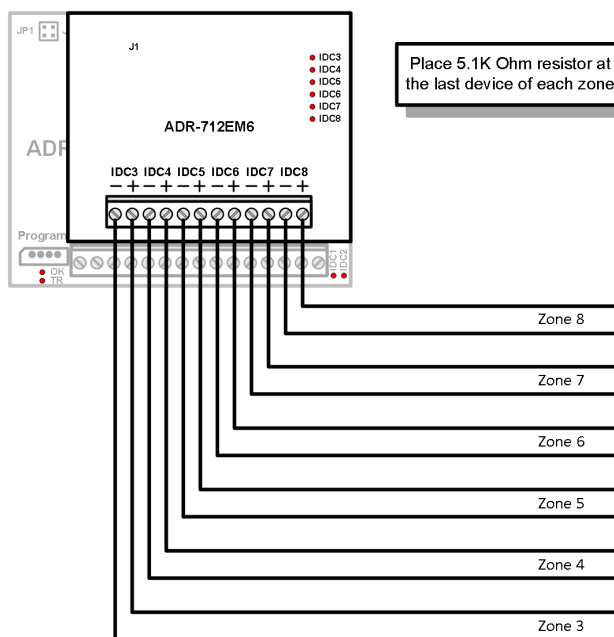 JP1
J1
IDC3
IDC4
IDC5
IDC6
IDC7
IDC8
Place 5.1K Ohm resistor at
the last device of each zone
ADR-712EM6
ADR
IDC3 IDC4 IDC5 IDC6 IDC7 IDC8
− + − + − + − + − + − +
Program
OK
TR
IDC1
IDC2
Zone 8
Zone 7
Zone 6
Zone 5
Zone 4
Zone 3